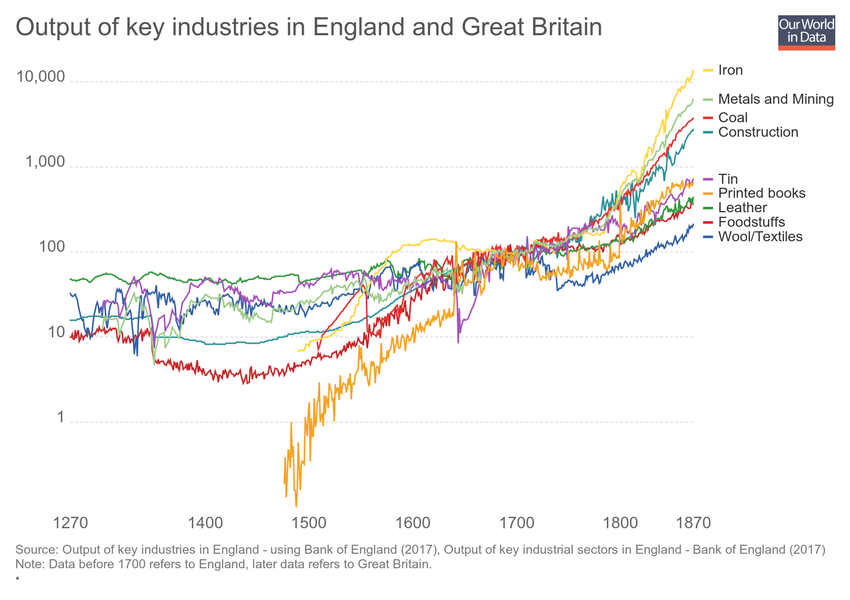 Output of key industries in England and Great Britain
Our World
in Data
10,000
1,000
100
10
1
Iron
Metals and Mining
Coal
Construction
Tin
Printed books
Leather
Foodstuffs
Wool/Textiles
1270
1400
1500
1600
1700
1800
1870
Source: Output of key industries in England - using Bank of England (2017), Output of key industrial sectors in England - Bank of England (2017)
Note: Data before 1700 refers to England, later data refers to Great Britain.
•